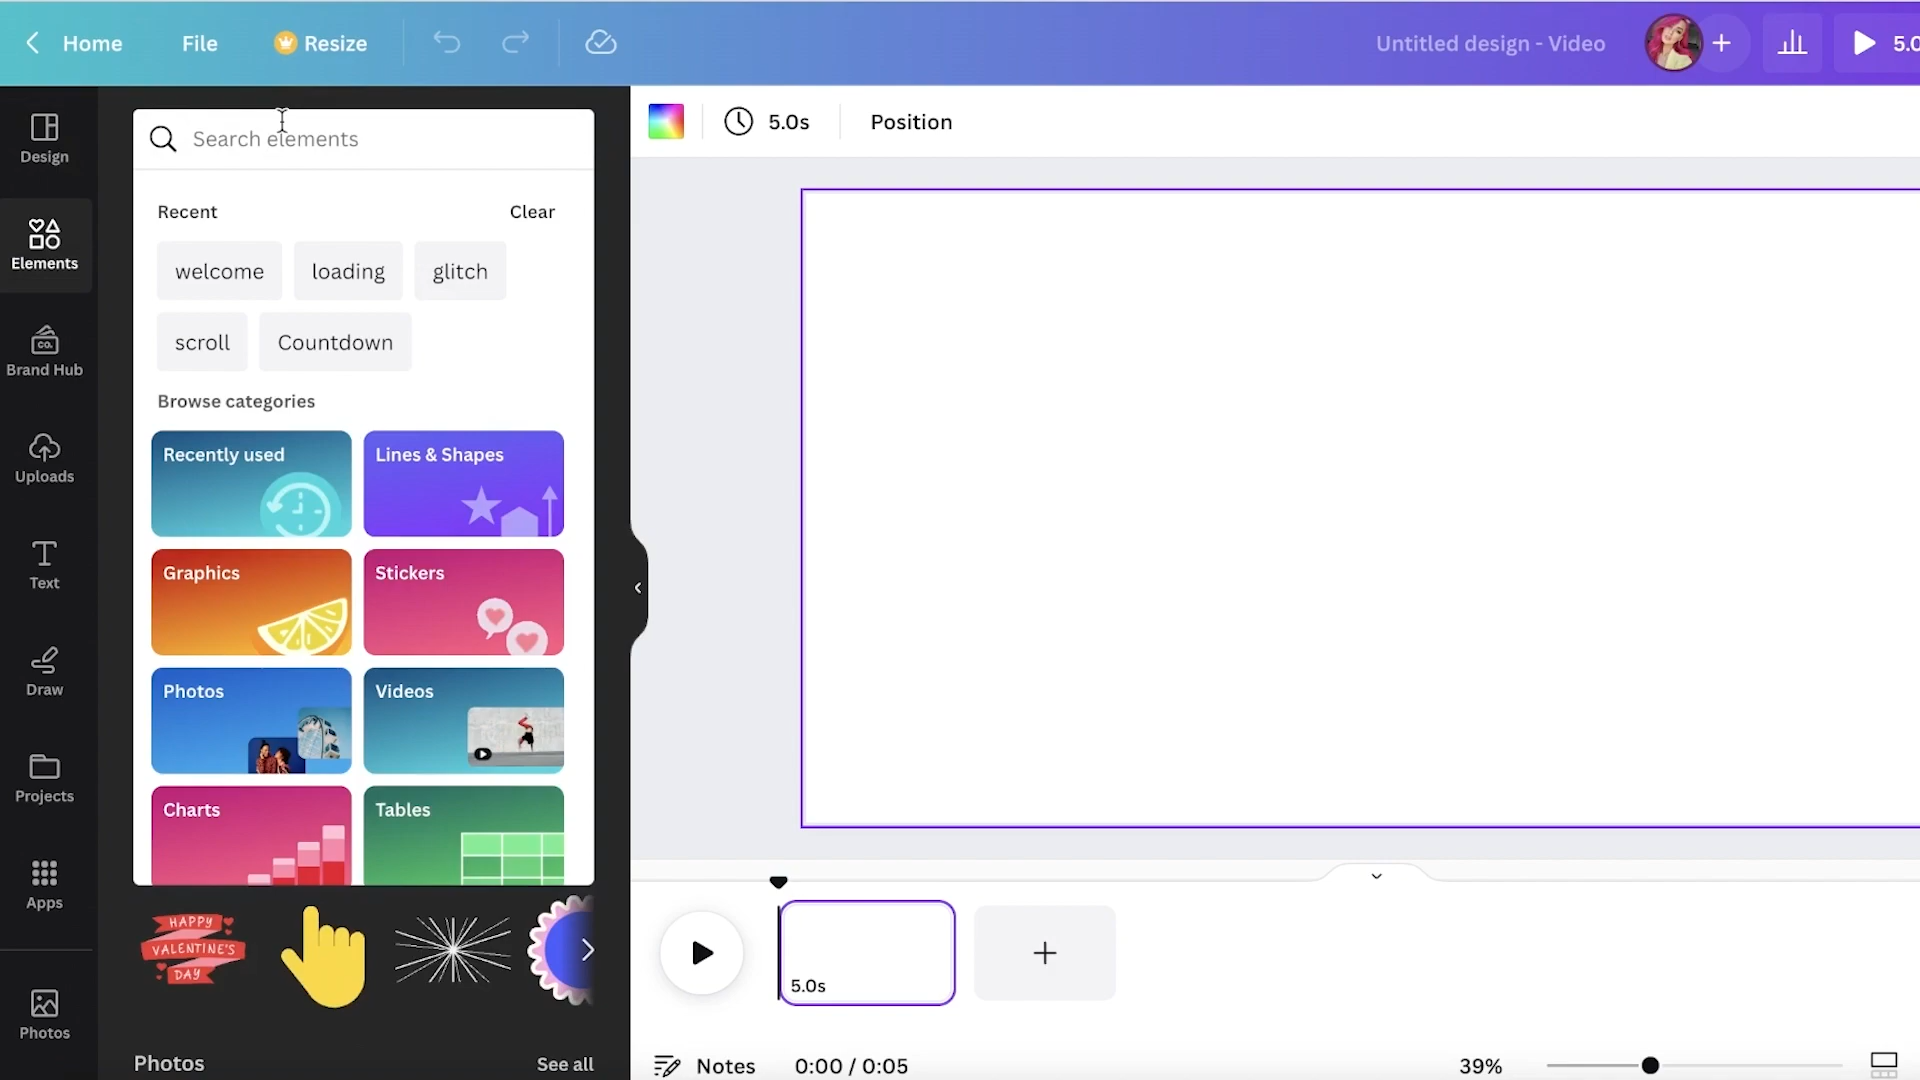 Home File Resize Untitled design - Video 5.0
Design
Elements
Brand Hub
CO.
Uploads
Text
Draw
Projects
Apps
Photos
Search elements
Recent Clear
welcome loading glitch
scroll Countdown
Browse categories
Recently used Lines & Shapes
Graphics Stickers
Photos Videos
Charts Tables
HAPPY
VALENTINE'S
DAY
Photos See all
5.0s Position
5.0s
Notes 0:00 / 0:05 39%